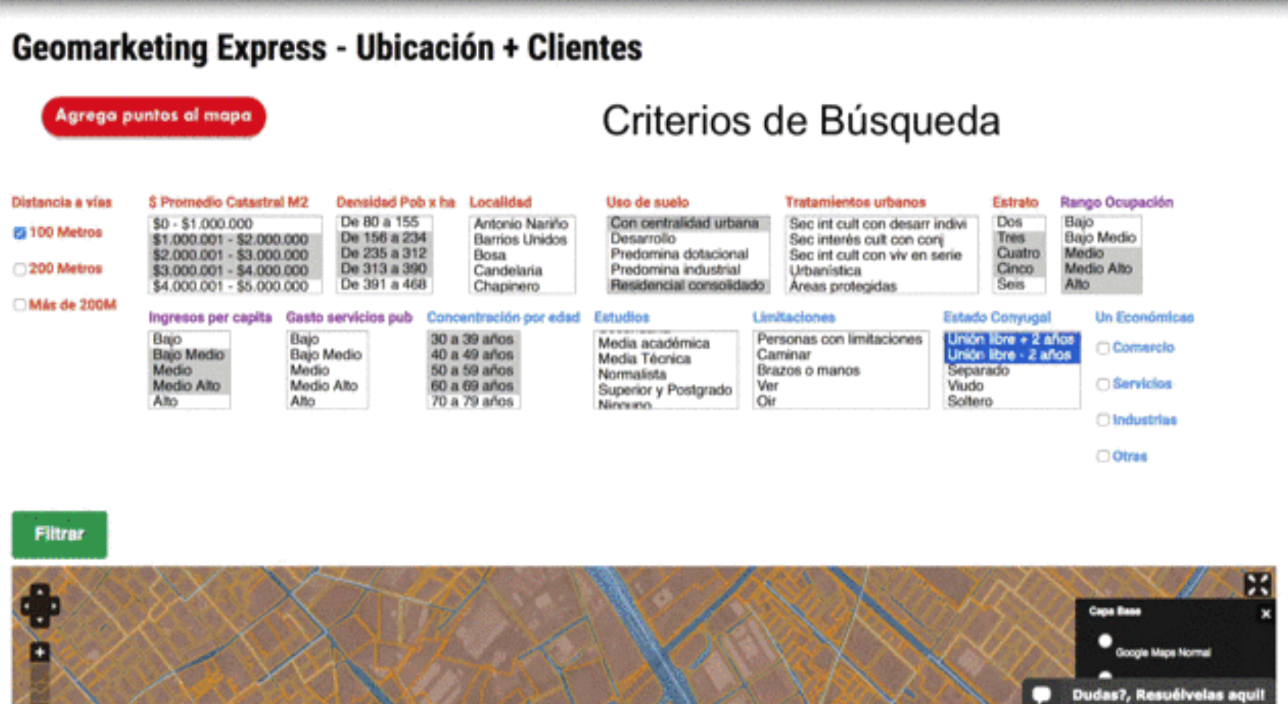 Geomarketing Express - Ubicación + Clientes
Agrega puntos al mapa
Criterios de Búsqueda
Distancia a vías
100 Metros
200 Metros
Más de 200M
$ Promedio Catastral M2
$0 - $1.000.000
$1.000.001 - $2.000.000
$2.000.001 - $3.000.000
$3.000.001 - $4.000.000
$4.000.001 - $5.000.000
Densidad Pob x ha
De 80 a 155
De 156 a 234
De 235 a 312
De 313 a 390
De 391 a 468
Localidad
Antonio Nariño
Barrios Unidos
Bosa
Candelaria
Chapinero
Uso de suelo
Con centralidad urbana
Desarrollo
Predomina dotacional
Predomina industrial
Residencial consolidado
Tratamientos urbanos
Sec int cult con desarr indivi
Sec interés cult con conj
Sec int cult con viv en serie
Urbanística
Áreas protegidas
Estrato
Dos
Tres
Cuatro
Cinco
Seis
Rango Ocupación
Bajo
Bajo Medio
Medio
Medio Alto
Alto
Ingresos per capita
Bajo
Bajo Medio
Medio
Medio Alto
Alto
Gasto servicios pub
Bajo
Bajo Medio
Medio
Medio Alto
Alto
Concentración por edad
30 a 39 años
40 a 49 años
50 a 59 años
60 a 69 años
70 a 79 años
Estudios
Media académica
Media Técnica
Normalista
Superior y Postgrado
Ninguno
Limitaciones
Personas con limitaciones
Caminar
Brazos o manos
Ver
Oir
Estado Conyugal
Unión libre + 2 años
Unión libre - 2 años
Separado
Viudo
Soltero
Un Económicas
Comercio
Servicios
Industrias
Otras
Filtrar
Capa Base
Google Maps Normal
Dudas?, Resuélvelas aquí!